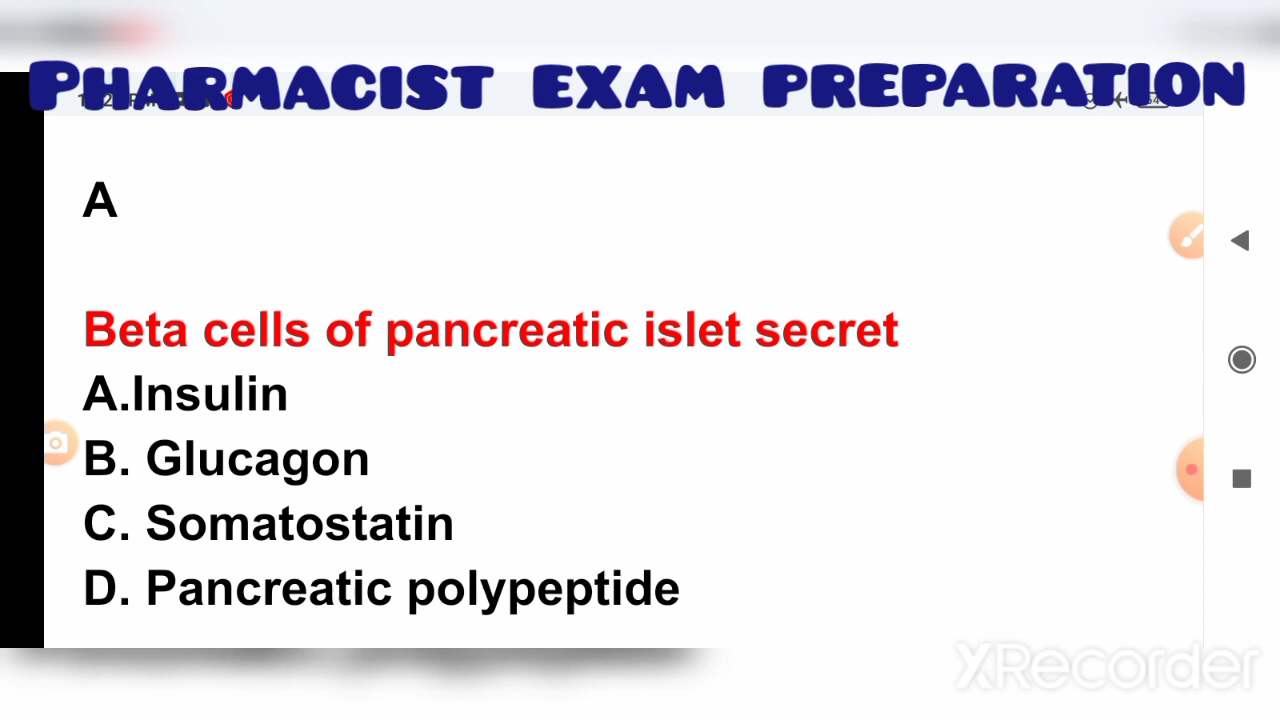 PHARMACIST EXAM PREPARATION
A
Beta cells of pancreatic islet secret
A.Insulin
B. Glucagon
C. Somatostatin
D. Pancreatic polypeptide
XRecorder